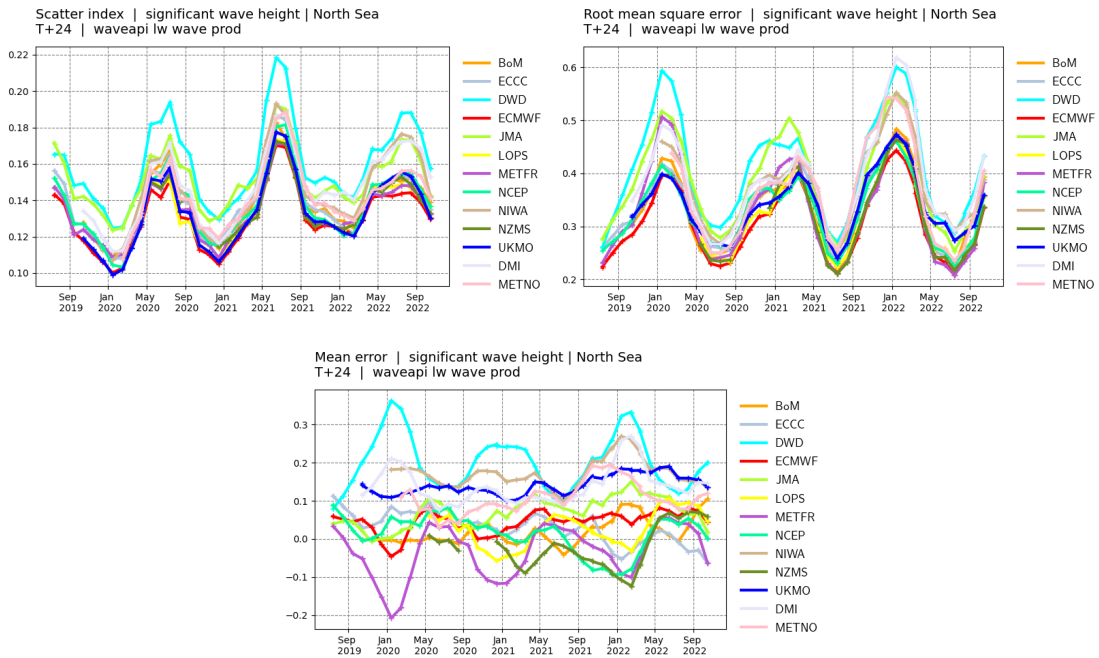 Scatter index | significant wave height | North Sea
T+24 | waveapi lw wave prod
0.22
0.20
0.18
0.16
0.14
0.12
0.10
Sep Jan May Sep Jan May Sep Jan May Sep
2019 2020 2020 2020 2021 2021 2021 2022 2022 2022
BoM
ECCC
DWD
ECMWF
JMA
LOPS
METFR
NCEP
NIWA
NZMS
UKMO
DMI
METNO
Root mean square error | significant wave height | North Sea
T+24 | waveapi lw wave prod
0.6
0.5
0.4
0.3
0.2
Sep Jan May Sep Jan May Sep Jan May Sep
2019 2020 2020 2020 2021 2021 2021 2022 2022 2022
BoM
ECCC
DWD
ECMWF
JMA
LOPS
METFR
NCEP
NIWA
NZMS
UKMO
DMI
METNO
Mean error | significant wave height | North Sea
T+24 | waveapi lw wave prod
0.3
0.2
0.1
0.0
−0.1
−0.2
Sep Jan May Sep Jan May Sep Jan May Sep
2019 2020 2020 2020 2021 2021 2021 2022 2022 2022
BoM
ECCC
DWD
ECMWF
JMA
LOPS
METFR
NCEP
NIWA
NZMS
UKMO
DMI
METNO